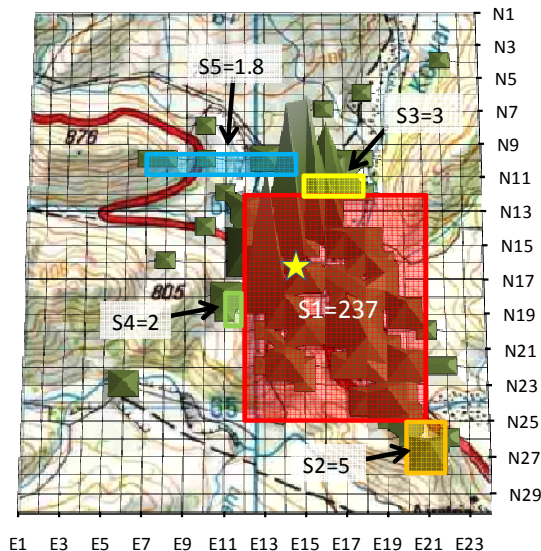 N1
N3
N5
N7
N9
N11
N13
N15
N17
N19
N21
N23
N25
N27
N29
S5=1.8
S3=3
876
805
S1=237
S4=2
S2=5
E1 E3 E5 E7 E9 E11 E13 E15 E17 E19 E21 E23